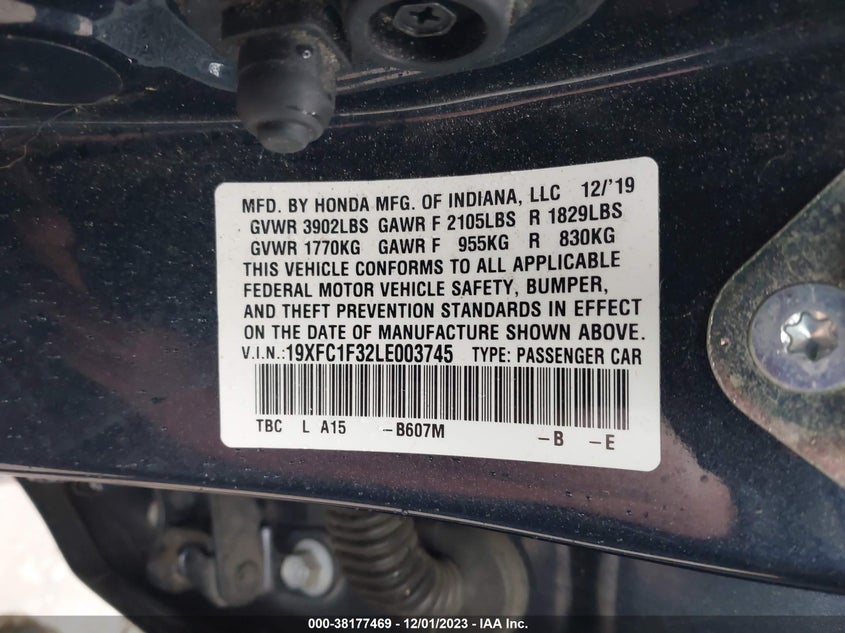 MFD. BY HONDA MFG. OF INDIANA, LLC 12/'19
GVWR 3902LBS GAWR F 2105LBS R 1829LBS
GVWR 1770KG GAWR F 955KG R 830KG
THIS VEHICLE CONFORMS TO ALL APPLICABLE
FEDERAL MOTOR VEHICLE SAFETY, BUMPER,
AND THEFT PREVENTION STANDARDS IN EFFECT
ON THE DATE OF MANUFACTURE SHOWN ABOVE.
V.I.N.:19XFC1F32LE003745 TYPE: PASSENGER CAR
TBC L A15 -B607M -B -E
000-38177469 - 12/01/2023 - IAA Inc.